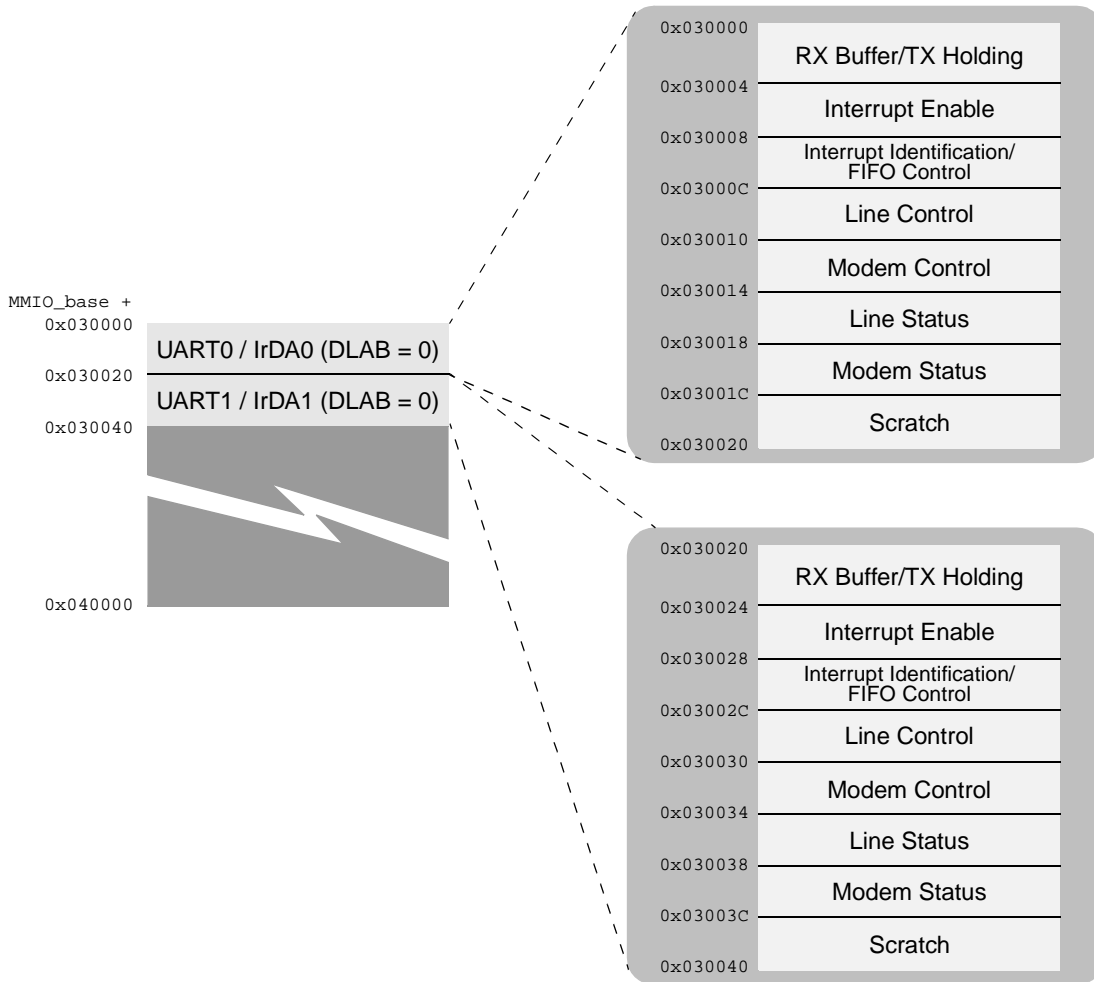 MMIO_base +
0x030000
UART0 / IrDA0 (DLAB = 0)
0x030020
UART1 / IrDA1 (DLAB = 0)
0x030040
0x040000
0x030000
RX Buffer/TX Holding
0x030004
Interrupt Enable
0x030008
Interrupt Identification/
FIFO Control
0x03000C
Line Control
0x030010
Modem Control
0x030014
Line Status
0x030018
Modem Status
0x03001C
Scratch
0x030020
0x030020
RX Buffer/TX Holding
0x030024
Interrupt Enable
0x030028
Interrupt Identification/
FIFO Control
0x03002C
Line Control
0x030030
Modem Control
0x030034
Line Status
0x030038
Modem Status
0x03003C
Scratch
0x030040